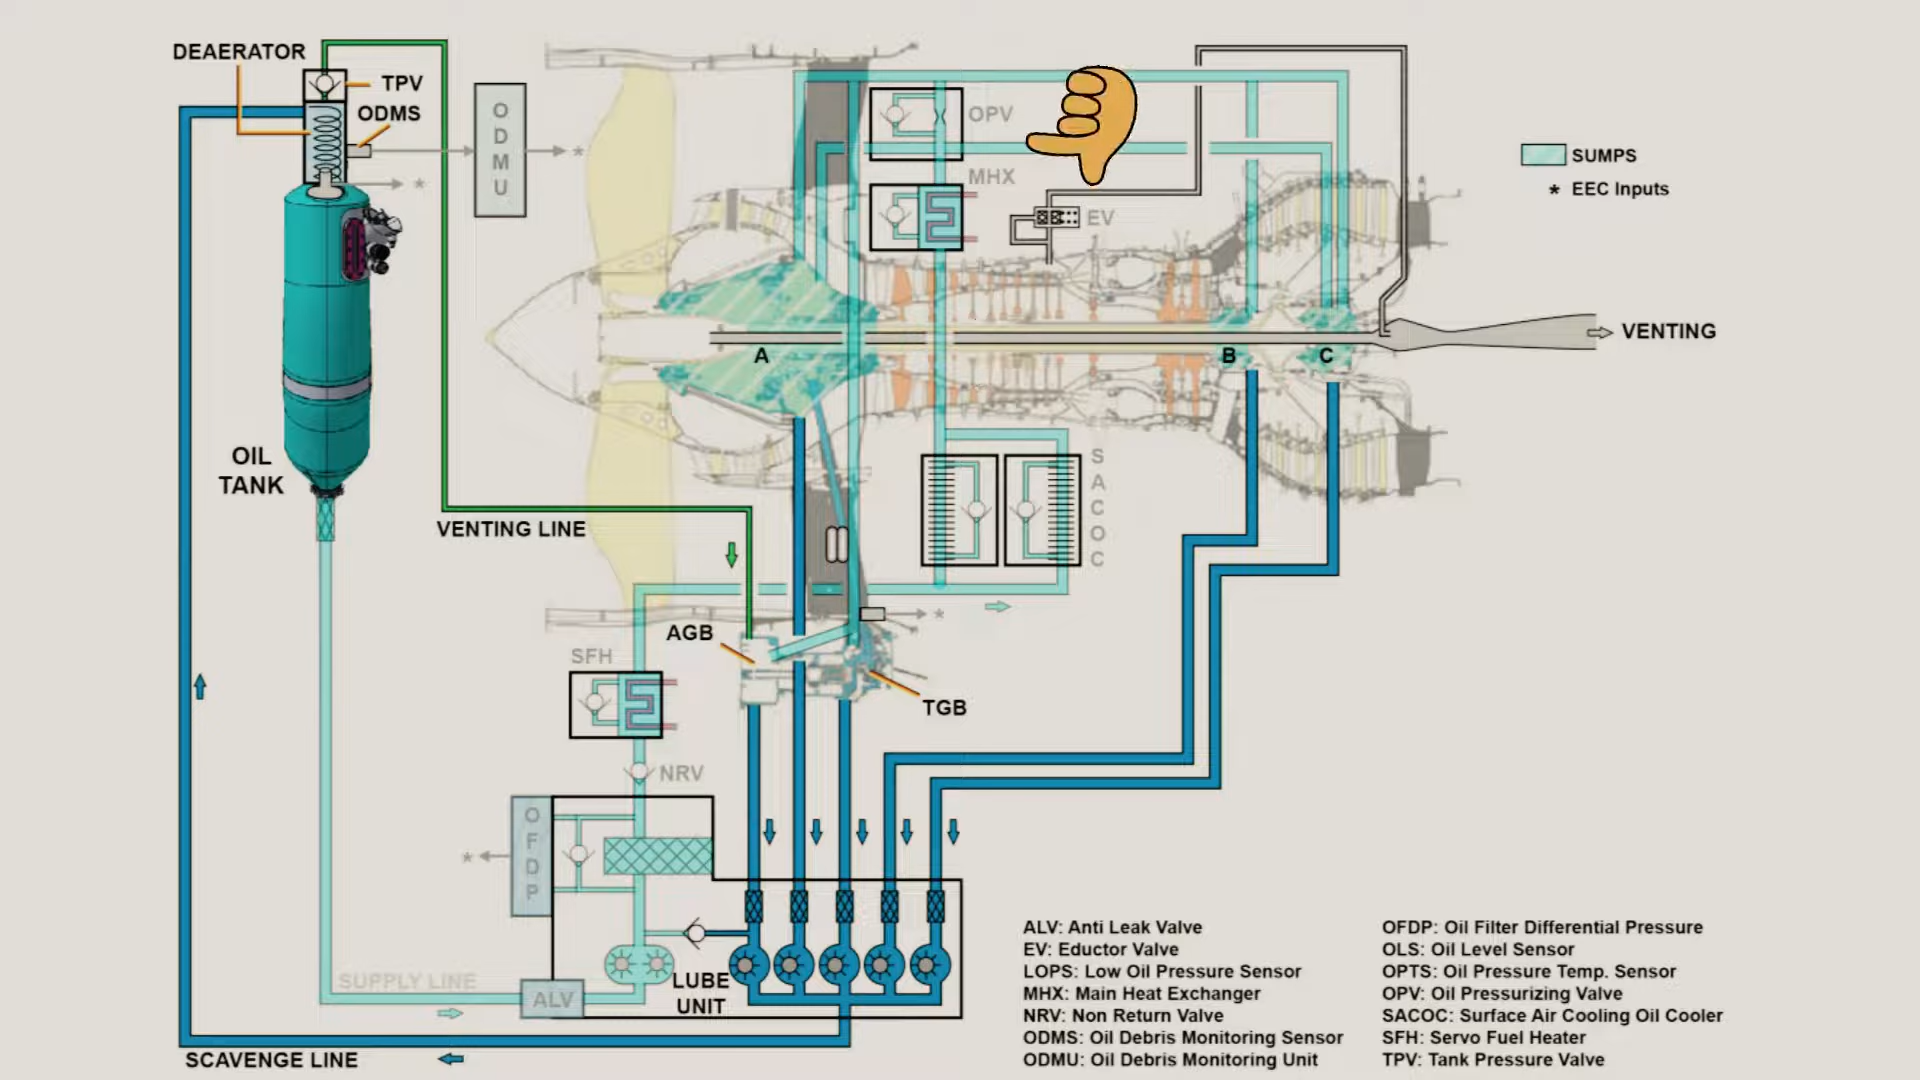 DEAERATOR
TPV
ODMS
ODMU
*
*
OPV
MHX
EV
SUMPS
* EEC Inputs
A
B
C
VENTING
OIL
TANK
SACOC
VENTING LINE
*
AGB
SFH
TGB
NRV
OFDP
*
SUPPLY LINE
ALV
LUBE
UNIT
SCAVENGE LINE
ALV: Anti Leak Valve
EV: Eductor Valve
LOPS: Low Oil Pressure Sensor
MHX: Main Heat Exchanger
NRV: Non Return Valve
ODMS: Oil Debris Monitoring Sensor
ODMU: Oil Debris Monitoring Unit
OFDP: Oil Filter Differential Pressure
OLS: Oil Level Sensor
OPTS: Oil Pressure Temp. Sensor
OPV: Oil Pressurizing Valve
SACOC: Surface Air Cooling Oil Cooler
SFH: Servo Fuel Heater
TPV: Tank Pressure Valve